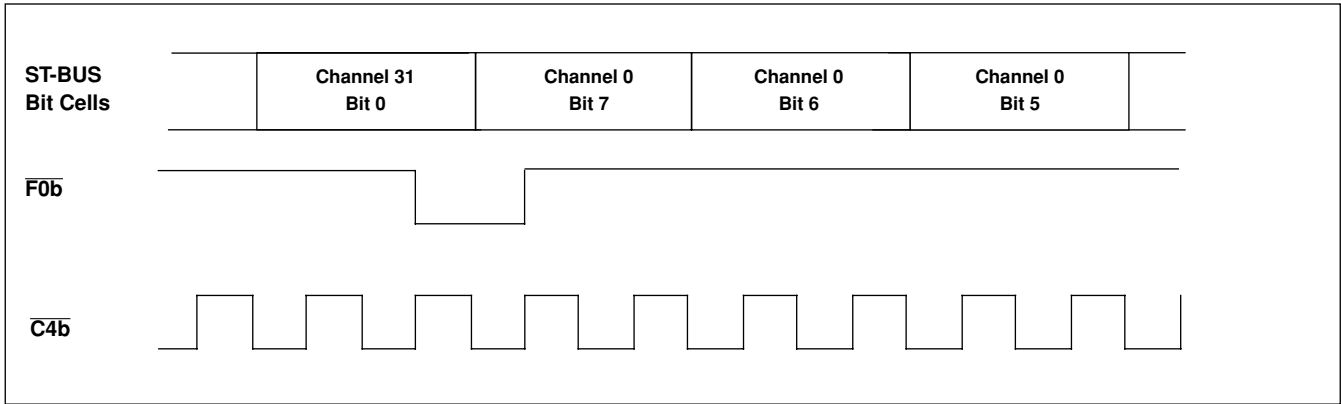 ST-BUS
Bit Cells
Channel 31
Bit 0
Channel 0
Bit 7
Channel 0
Bit 6
Channel 0
Bit 5
F0b
C4b